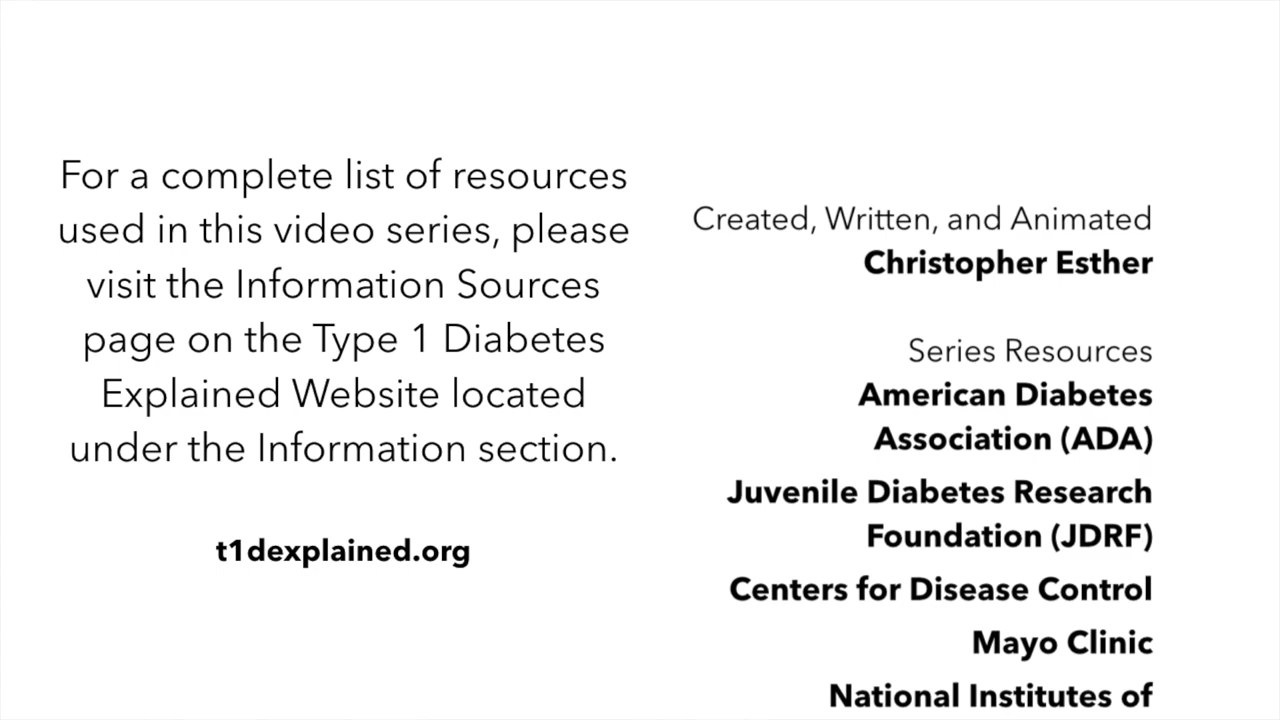 For a complete list of resources
used in this video series, please
visit the Information Sources
page on the Type 1 Diabetes
Explained Website located
under the Information section.
t1dexplained.org
Created, Written, and Animated
Christopher Esther
Series Resources
American Diabetes
Association (ADA)
Juvenile Diabetes Research
Foundation (JDRF)
Centers for Disease Control
Mayo Clinic
National Institutes of